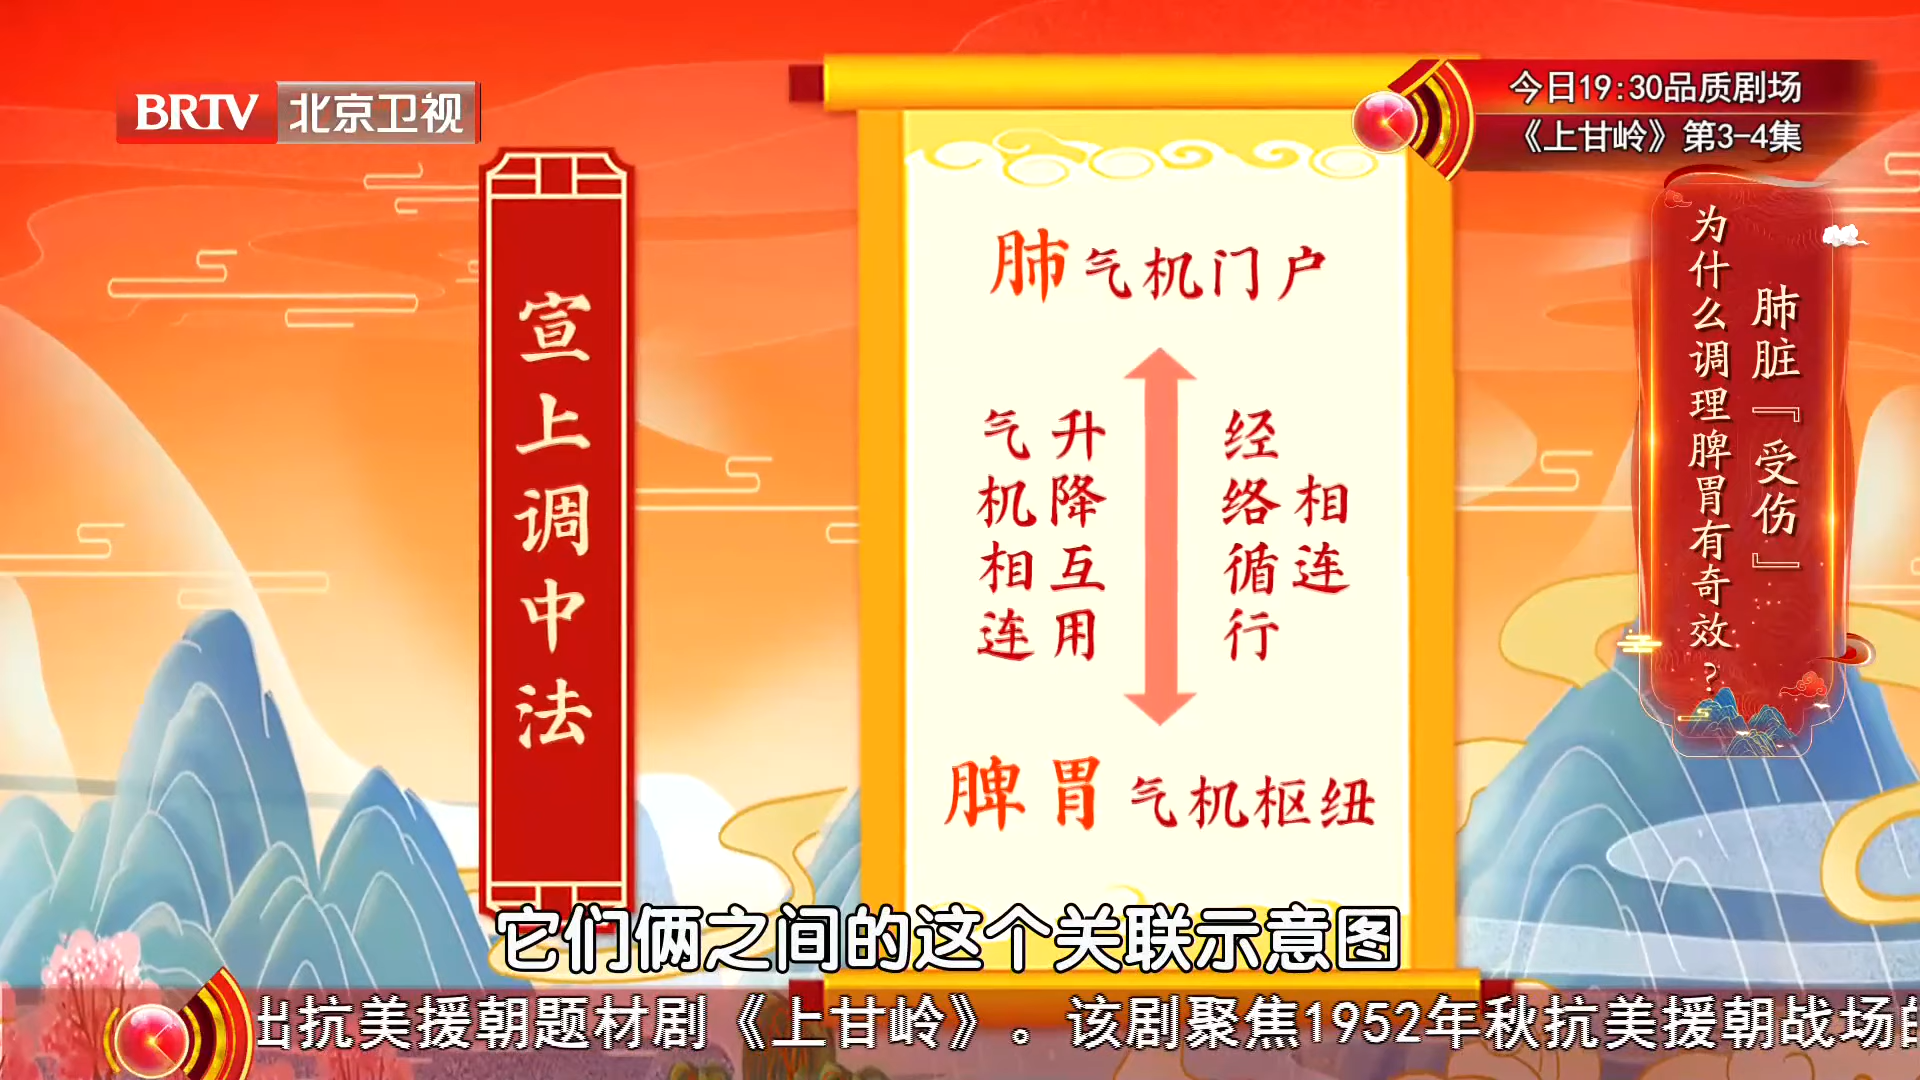 BRTV 北京卫视
今日19:30品质剧场
《上甘岭》第3-4集
宣上调中法
肺气机门户
气机相连
升降互用
经络循行
相连
脾胃气机枢纽
肺脏『受伤』
为什么调理脾胃有奇效?
它们俩之间的这个关联示意图
抗美援朝题材剧《上甘岭》。该剧聚焦1952年秋抗美援朝战场